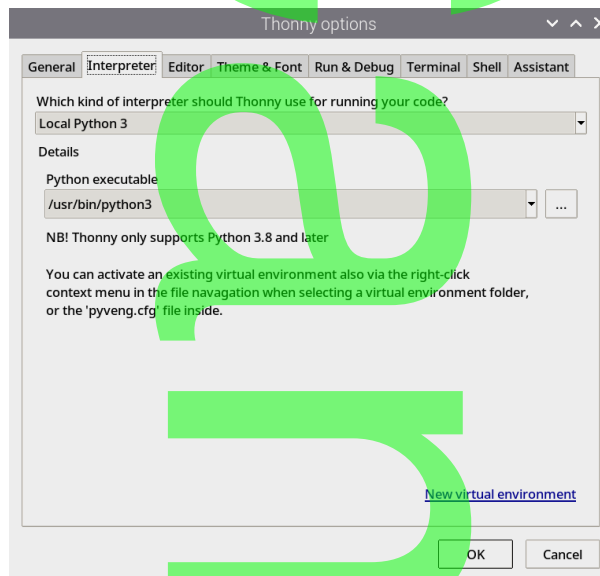 Thonny options
General Interpreter Editor Theme & Font Run & Debug Terminal Shell Assistant
Which kind of interpreter should Thonny use for running your code?
Local Python 3
Details
Python executable
/usr/bin/python3
...
NB! Thonny only supports Python 3.8 and later
You can activate an existing virtual environment also via the right-click
context menu in the file navagation when selecting a virtual environment folder,
or the 'pyveng.cfg' file inside.
New virtual environment
OK Cancel